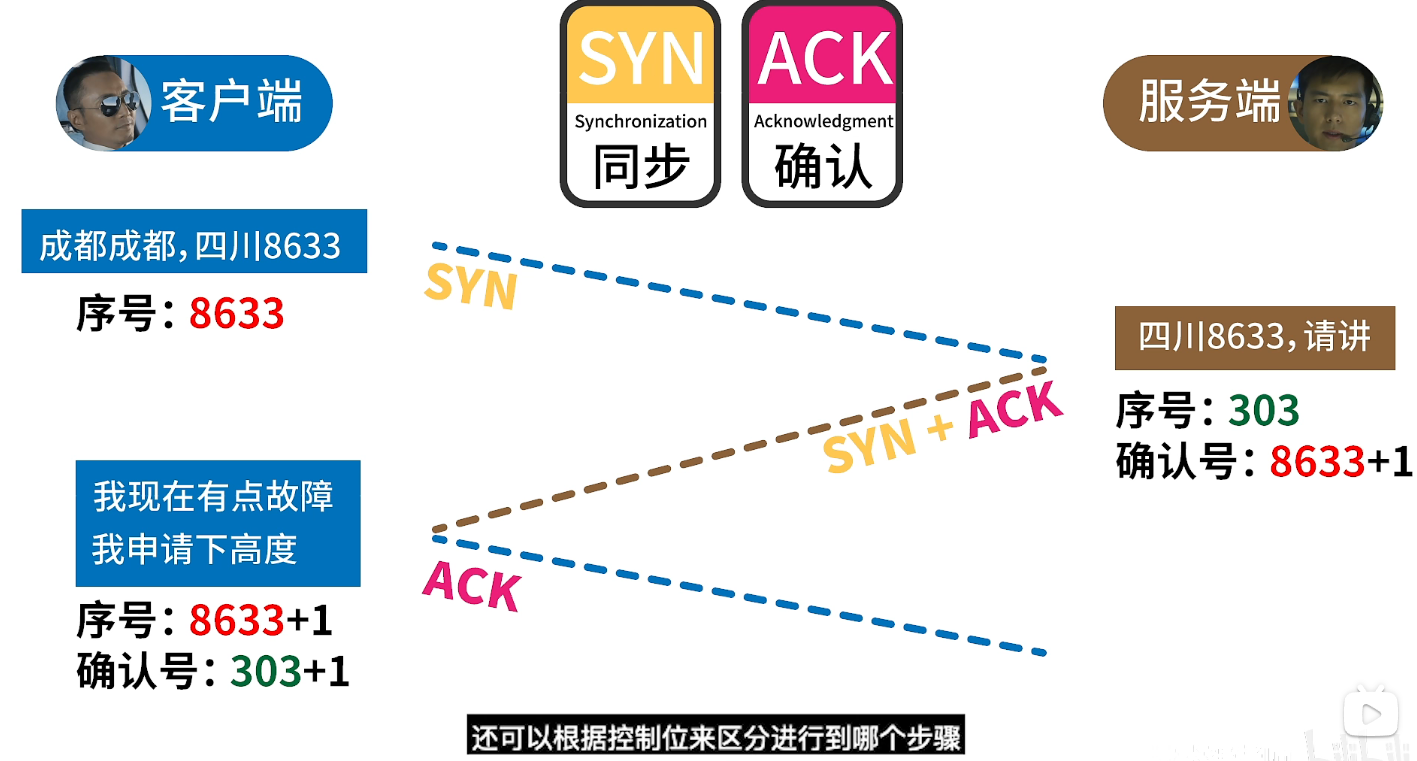 SYN
Synchronization
同步
ACK
Acknowledgment
确认
客户端
服务端
成都成都，四川8633
序号：8633
SYN
四川8633，请讲
序号：303
确认号：8633+1
SYN + ACK
我现在有点故障
我申请下高度
序号：8633+1
确认号：303+1
ACK
还可以根据控制位来区分进行到哪个步骤